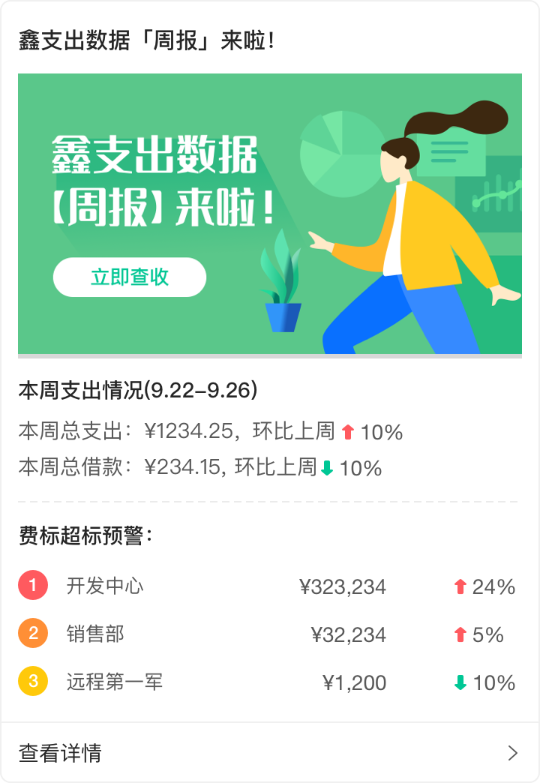 鑫支出数据「周报」来啦！
鑫支出数据
【周报】来啦！
立即查收
本周支出情况(9.22-9.26)
本周总支出：¥1234.25，环比上周 10%
本周总借款：¥234.15, 环比上周 10%
费标超标预警：
1 开发中心 ¥323,234 24%
2 销售部 ¥32,234 5%
3 远程第一军 ¥1,200 10%
查看详情